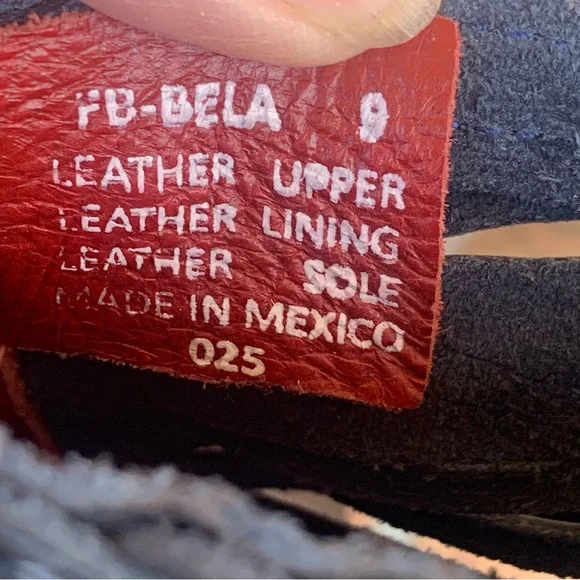 FB-BELA 9
LEATHER UPPER
LEATHER LINING
LEATHER SOLE
MADE IN MEXICO
025